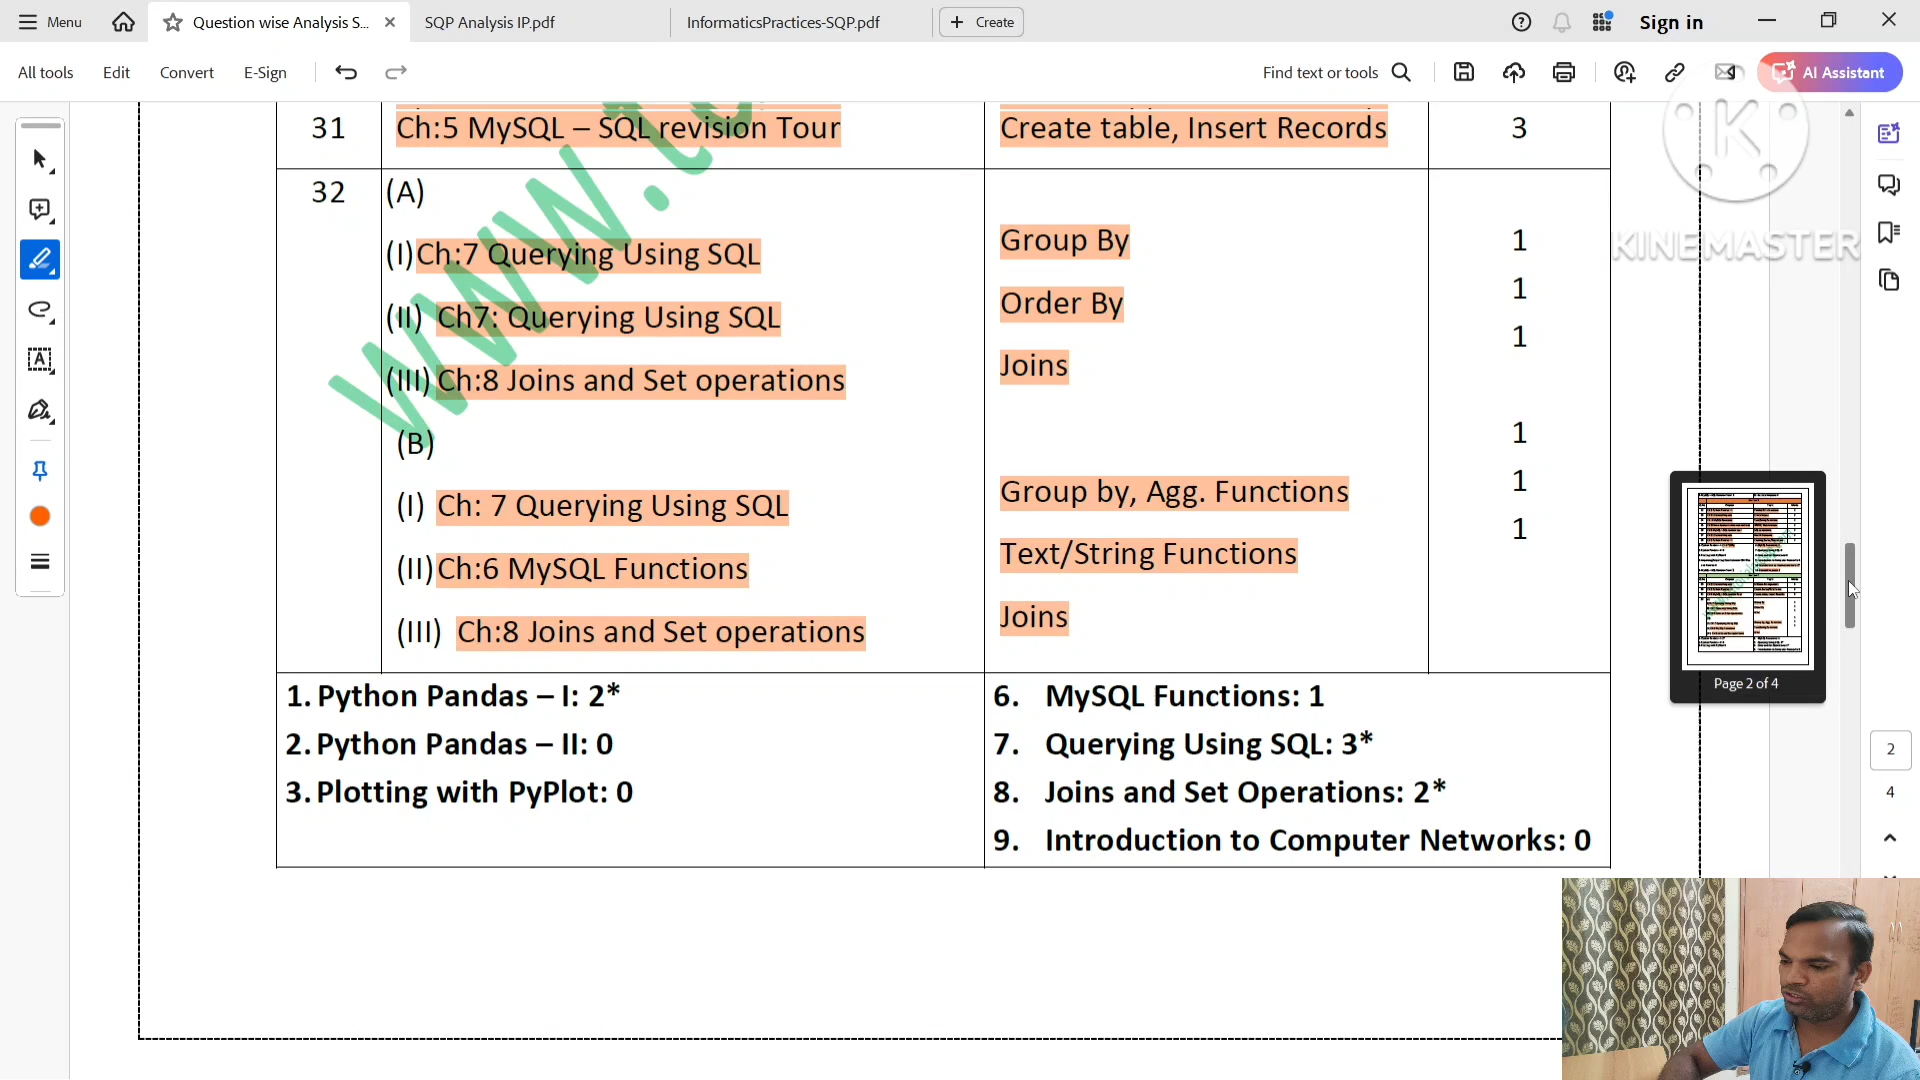 Menu
Question wise Analysis S...
SQP Analysis IP.pdf
InformaticsPractices-SQP.pdf
Create
Sign in
All tools
Edit
Convert
E-Sign
Find text or tools
AI Assistant
31 Ch:5 MySQL – SQL revision Tour Create table, Insert Records 3
32 (A)
(I) Ch:7 Querying Using SQL Group By 1
(II) Ch7: Querying Using SQL Order By 1
(III) Ch:8 Joins and Set operations Joins 1
(B)
(I) Ch: 7 Querying Using SQL Group by, Agg. Functions 1
(II) Ch:6 MySQL Functions Text/String Functions 1
(III) Ch:8 Joins and Set operations Joins 1
1. Python Pandas – I: 2*
2. Python Pandas – II: 0
3. Plotting with PyPlot: 0
6. MySQL Functions: 1
7. Querying Using SQL: 3*
8. Joins and Set Operations: 2*
9. Introduction to Computer Networks: 0
www.t
K
KINEMASTER
Page 2 of 4
2
4